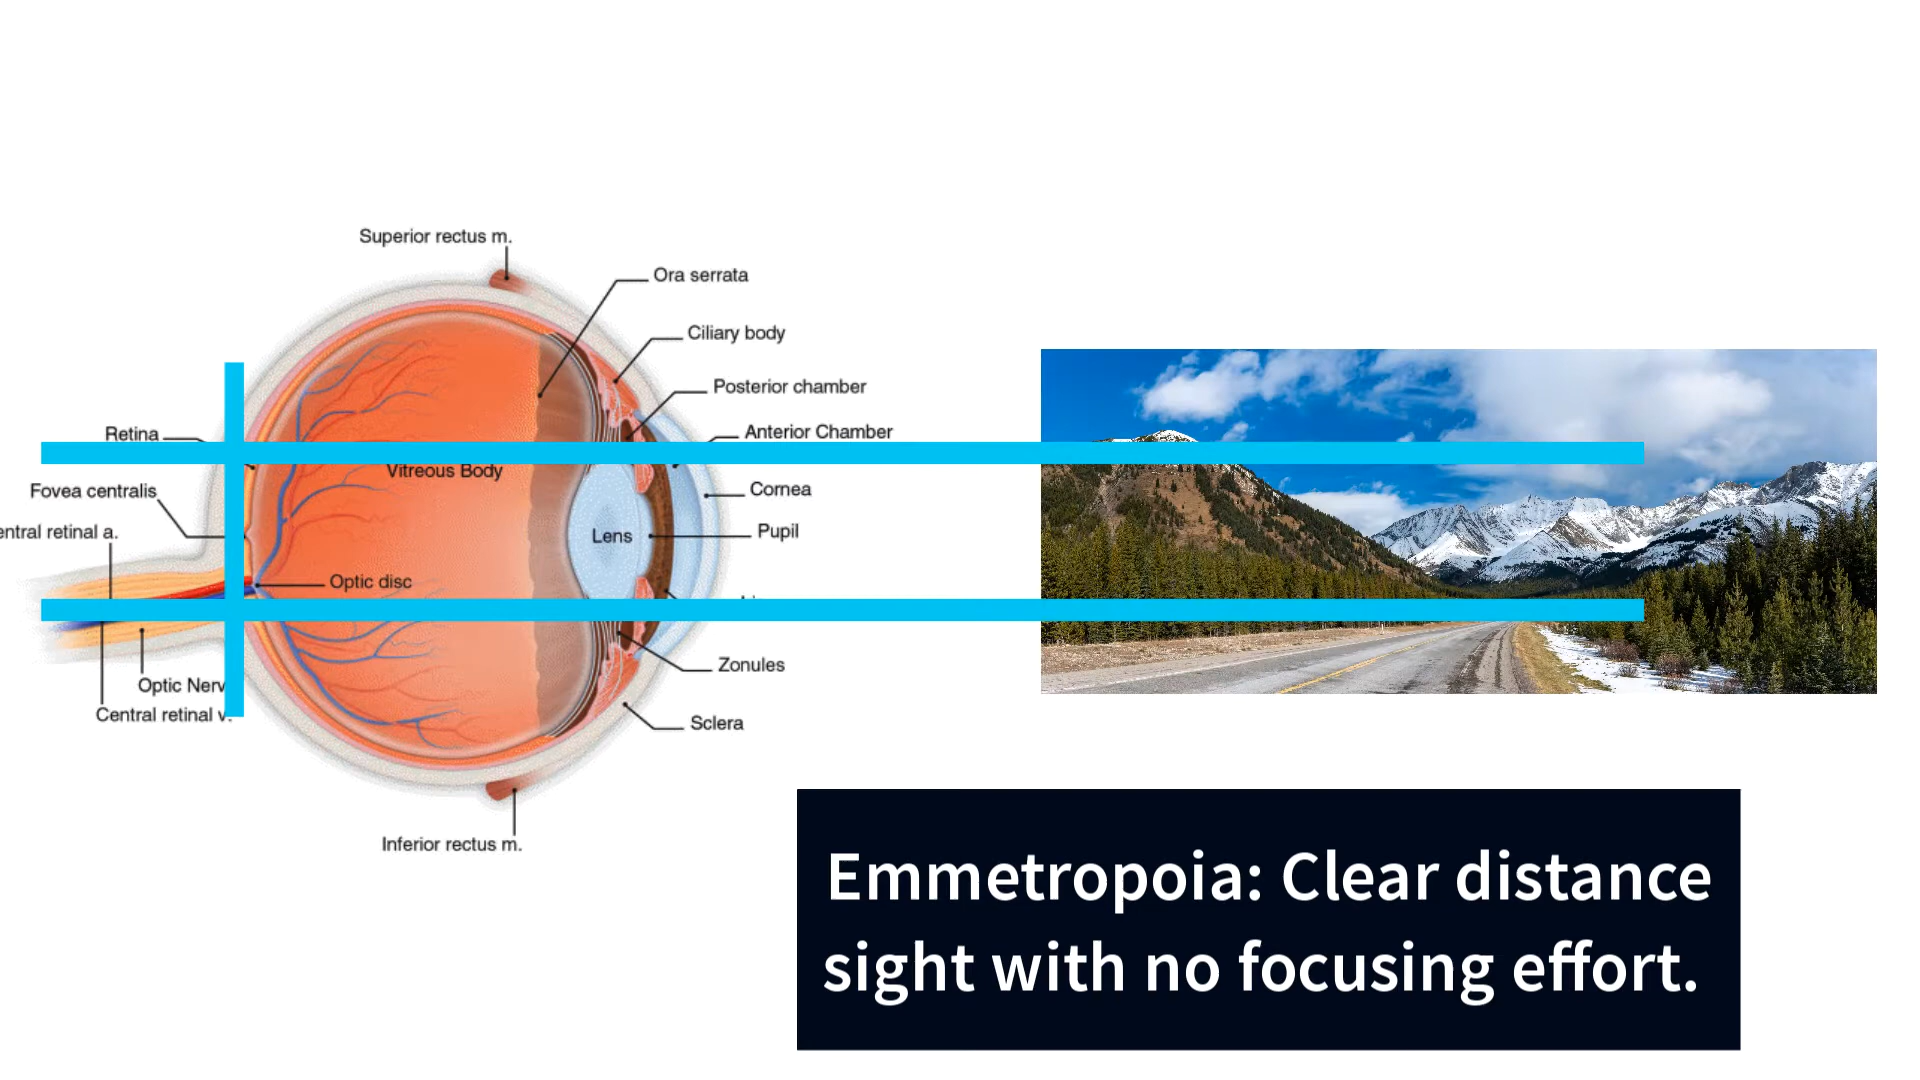 Superior rectus m.
Ora serrata
Ciliary body
Posterior chamber
Anterior Chamber
Retina
Vitreous Body
Cornea
Fovea centralis
Pupil
entral retinal a.
Lens
Optic disc
Zonules
Optic Nerv
Central retinal v.
Sclera
Inferior rectus m.
Emmetropoia: Clear distance
sight with no focusing effort.